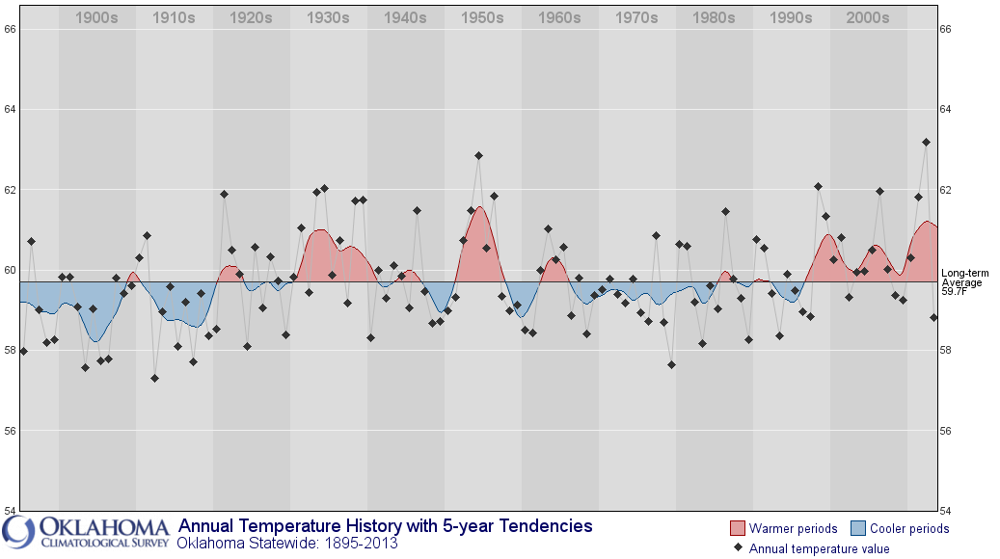 1900s 1910s 1920s 1930s 1940s 1950s 1960s 1970s 1980s 1990s 2000s
66 66
64 64
62 62
60 60
Long-term
Average
59.7F
58 58
56 56
54 54
OKLAHOMA
CLIMATOLOGICAL SURVEY
Annual Temperature History with 5-year Tendencies
Oklahoma Statewide: 1895-2013
Warmer periods Cooler periods
Annual temperature value